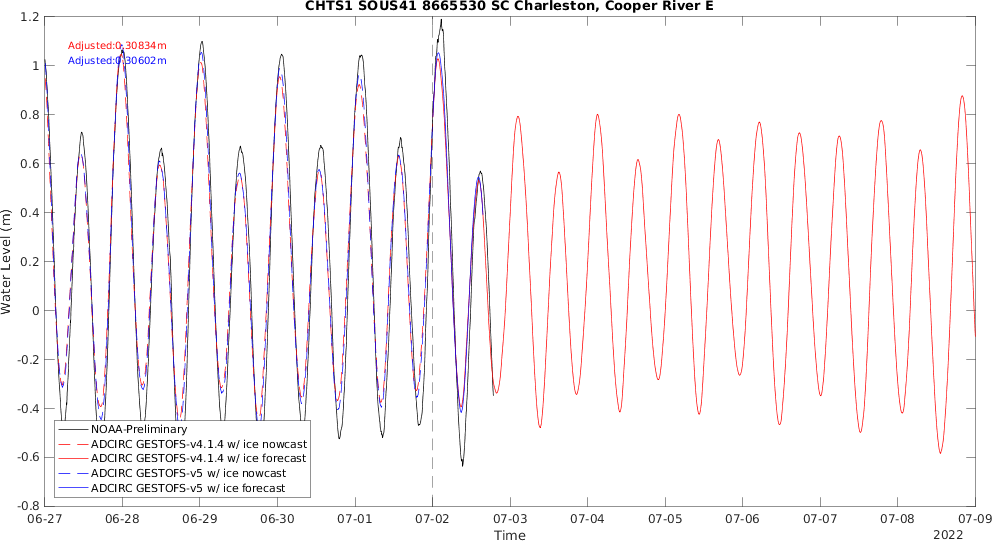 CHTS1 SOUS41 8665530 SC Charleston, Cooper River E
Adjusted:0.30834m
Adjusted:0.30602m
Water Level (m)
1.2
1
0.8
0.6
0.4
0.2
0
-0.2
-0.4
-0.6
-0.8
NOAA-Preliminary
ADCIRC GESTOFS-v4.1.4 w/ ice nowcast
ADCIRC GESTOFS-v4.1.4 w/ ice forecast
ADCIRC GESTOFS-v5 w/ ice nowcast
ADCIRC GESTOFS-v5 w/ ice forecast
06-27 06-28 06-29 06-30 07-01 07-02 07-03 07-04 07-05 07-06 07-07 07-08 07-09
Time
2022